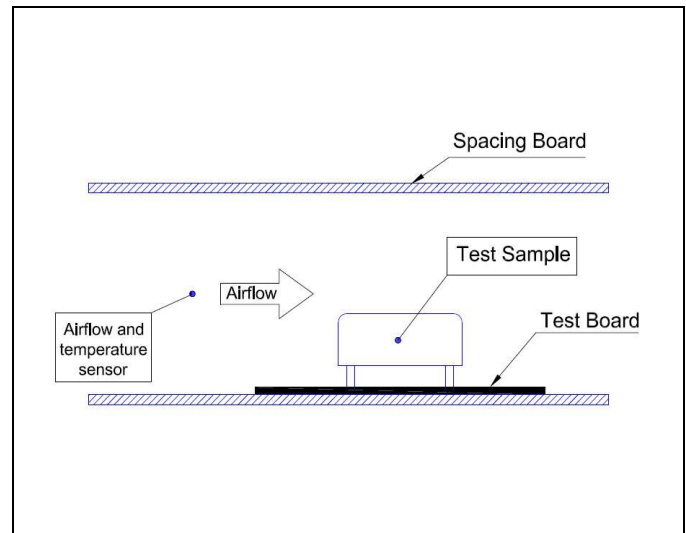 Spacing Board
Test Sample
Airflow
Test Board
Airflow and
temperature
sensor